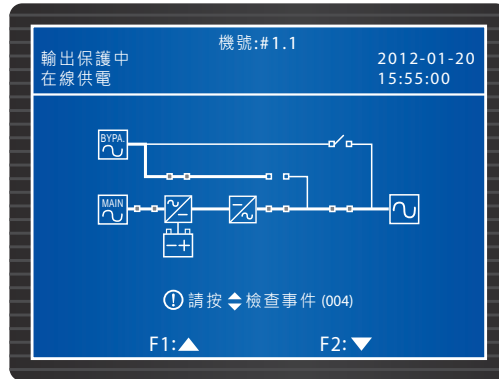 機號:#1.1
輸出保護中
在線供電
2012-01-20
15:55:00
BYPA.
MAIN
請按檢查事件 (004)
F1:
F2: